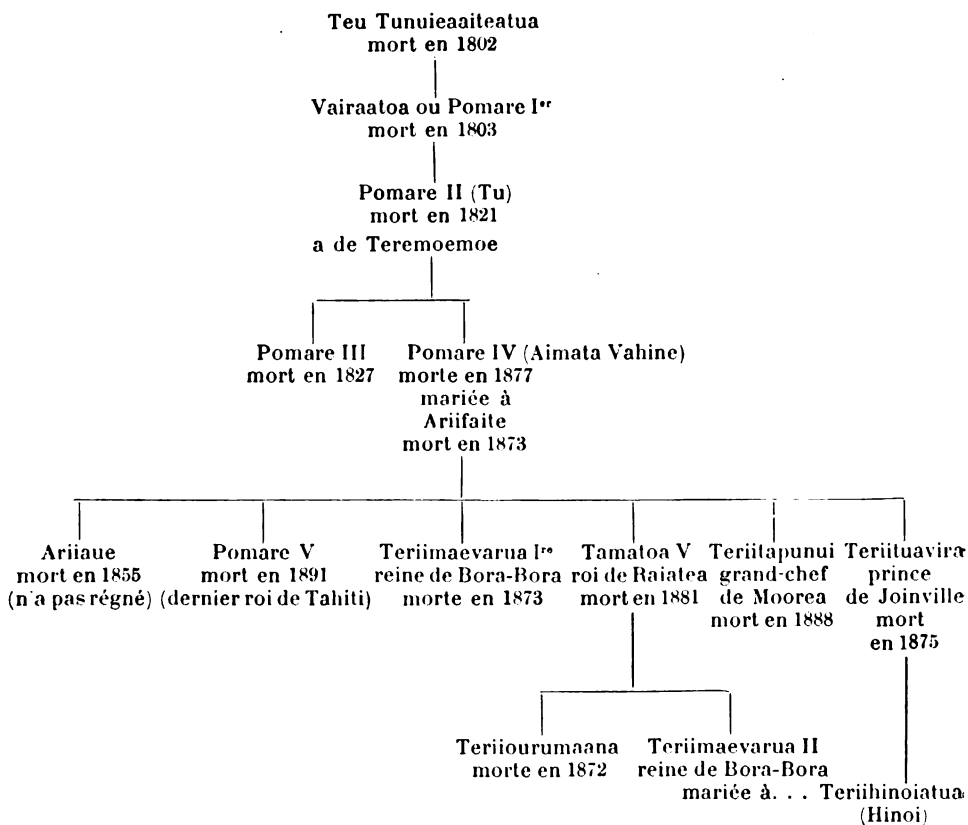 Teu Tunuieaaiteatua
mort en 1802
Vairaatoa ou Pomare Iᵉʳ
mort en 1803
Pomare II (Tu)
mort en 1821
a de Teremoemoe
Pomare III
mort en 1827
Pomare IV (Aimata Vahine)
morte en 1877
mariée à
Ariifaite
mort en 1873
Ariiaue
mort en 1855
(n'a pas régné)
Pomare V
mort en 1891
(dernier roi de Tahiti)
Teriimaevarua Iʳᵉ
reine de Bora-Bora
morte en 1873
Tamatoa V
roi de Raiatea
mort en 1881
Teriitapunui
grand-chef
de Moorea
mort en 1888
Teriituavira
prince
de Joinville
mort
en 1875
Teriiourumaana
morte en 1872
Teriimaevarua II
reine de Bora-Bora
mariée à. . . Teriihinoiatua
(Hinoi)